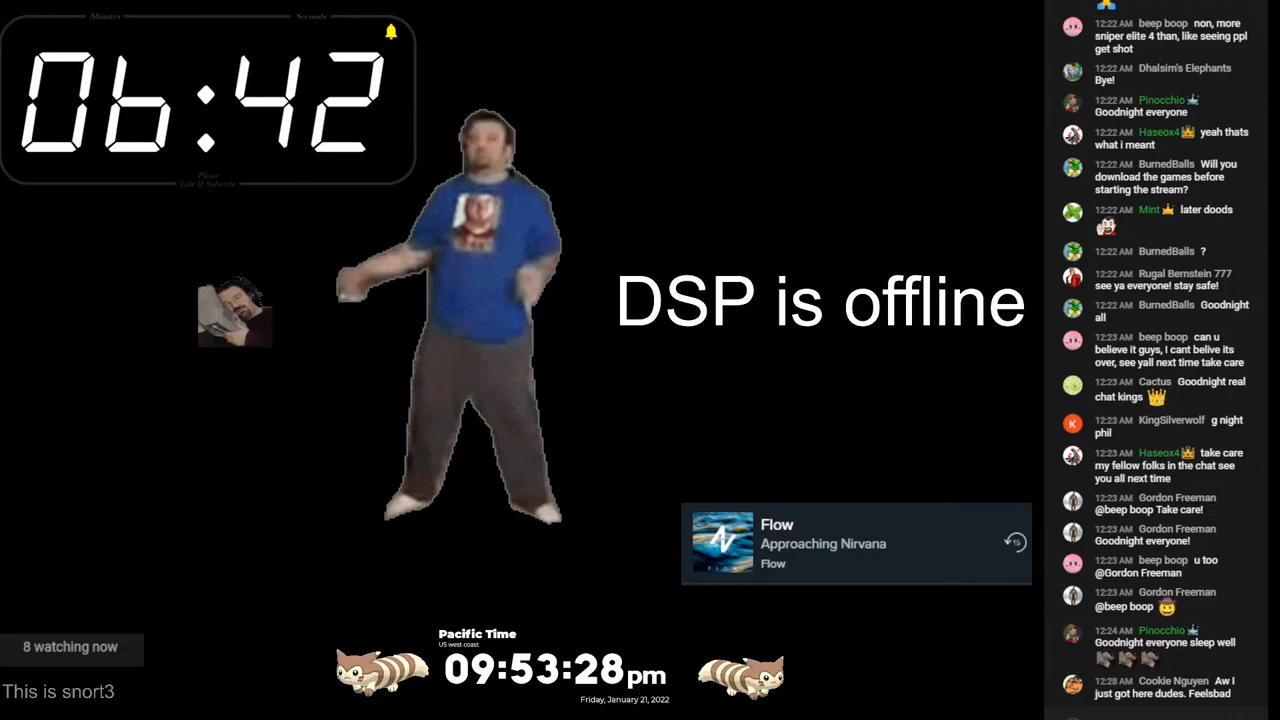 Minutes
Seconds
06:42
Please
Like & Subscribe
DSP is offline
Flow
Approaching Nirvana
Flow
15
8 watching now
This is snort3
Pacific Time
US west coast
09:53:28pm
Friday, January 21, 2022
12:22 AM beep boop non, more
sniper elite 4 than, like seeing ppl
get shot
12:22 AM Dhalsim's Elephants
Bye!
12:22 AM Pinocchio
Goodnight everyone
12:22 AM Haseox4 yeah thats
what i meant
12:22 AM BurnedBalls Will you
download the games before
starting the stream?
12:22 AM Mint later doods
12:22 AM BurnedBalls ?
12:22 AM Rugal Bernstein 777
see ya everyone! stay safe!
12:22 AM BurnedBalls Goodnight
all
12:23 AM beep boop can u
believe it guys, I cant belive its
over, see yall next time take care
12:23 AM Cactus Goodnight real
chat kings
K
12:23 AM KingSilverwolf g night
phil
12:23 AM Haseox4 take care
my fellow folks in the chat see
you all next time
12:23 AM Gordon Freeman
@beep boop Take care!
12:23 AM Gordon Freeman
Goodnight everyone!
12:23 AM beep boop u too
@Gordon Freeman
12:23 AM Gordon Freeman
@beep boop
12:24 AM Pinocchio
Goodnight everyone sleep well
12:28 AM Cookie Nguyen Aw I
just got here dudes. Feelsbad